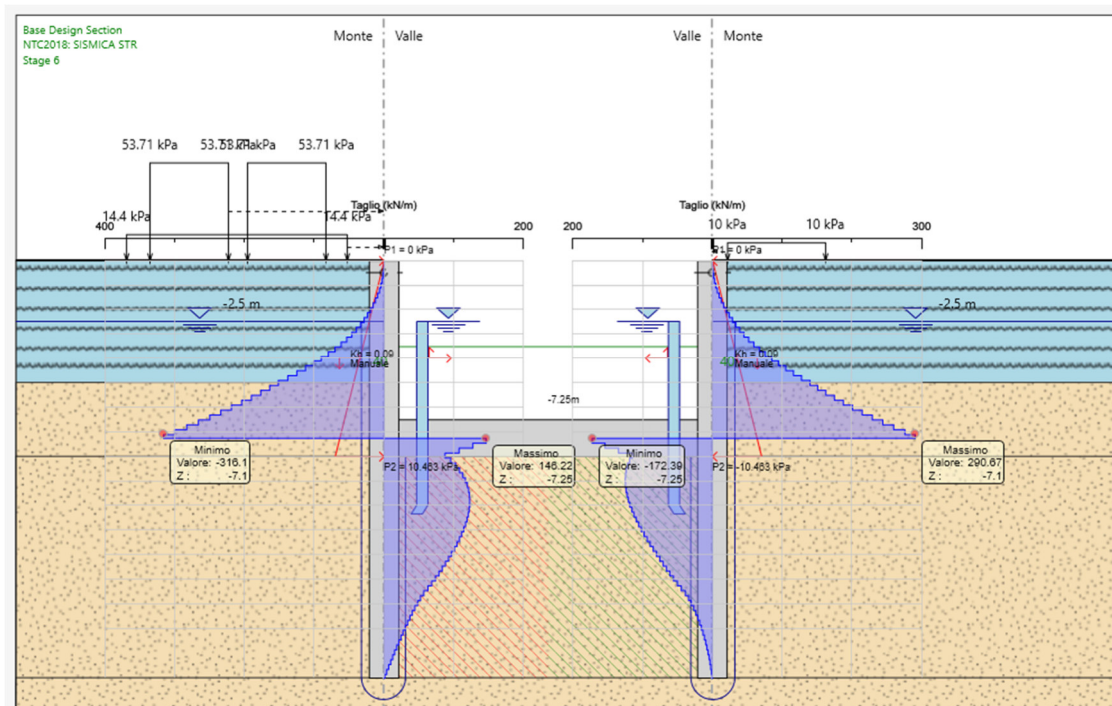 Base Design Section
NTC2018: SISMICA STR
Stage 6
Monte
Valle
Valle
Monte
53.71 kPa
53.71 kPa
53.71 kPa
14.4 kPa
14.4 kPa
Taglio (kN/m)
Taglio (kN/m)
10 kPa
10 kPa
400
200
200
300
P1 = 0 kPa
P1 = 0 kPa
-2.5 m
-2.5 m
Kh = 0.09
Manuale
Kh = 0.09
Manuale
-7.25m
Minimo
Valore: -316.1
Z : -7.1
P2 = 10.463 kPa
Massimo
Valore: 146.22
Z : -7.25
Minimo
Valore: -172.39
Z : -7.25
P2 = -10.463 kPa
Massimo
Valore: 290.67
Z : -7.1